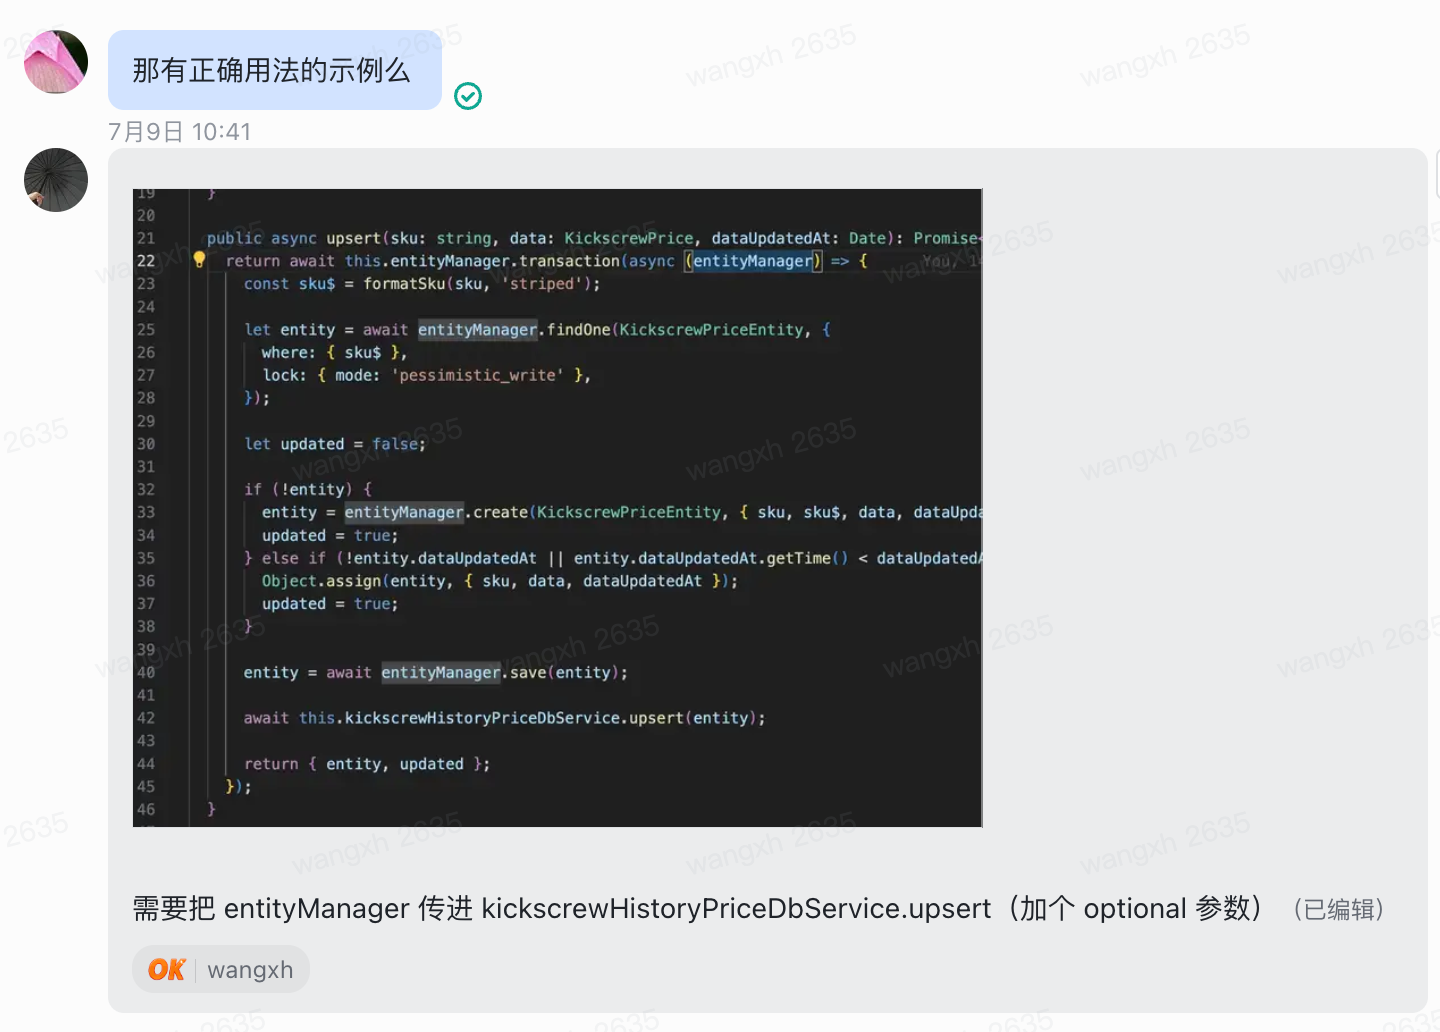 那有正确用法的示例么
7月9日 10:41
19 }
20
21 public async upsert(sku: string, data: KickscrewPrice, dataUpdatedAt: Date): Promise<
22 return await this.entityManager.transaction(async (entityManager) => { You, 1
23 const sku$ = formatSku(sku, 'striped');
24
25 let entity = await entityManager.findOne(KickscrewPriceEntity, {
26 where: { sku$ },
27 lock: { mode: 'pessimistic_write' },
28 });
29
30 let updated = false;
31
32 if (!entity) {
33 entity = entityManager.create(KickscrewPriceEntity, { sku, sku$, data, dataUpda
34 updated = true;
35 } else if (!entity.dataUpdatedAt || entity.dataUpdatedAt.getTime() < dataUpdatedA
36 Object.assign(entity, { sku, data, dataUpdatedAt });
37 updated = true;
38 }
39
40 entity = await entityManager.save(entity);
41
42 await this.kickscrewHistoryPriceDbService.upsert(entity);
43
44 return { entity, updated };
45 });
46 }
需要把 entityManager 传进 kickscrewHistoryPriceDbService.upsert（加个 optional 参数） （已编辑）
OK wangxh
wangxh 2635